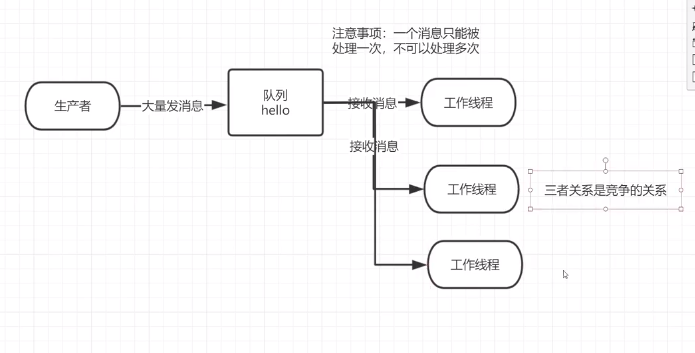 注意事项：一个消息只能被
处理一次，不可以处理多次
生产者
大量发消息
队列
hello
接收消息
工作线程
接收消息
工作线程
三者关系是竞争的关系
工作线程